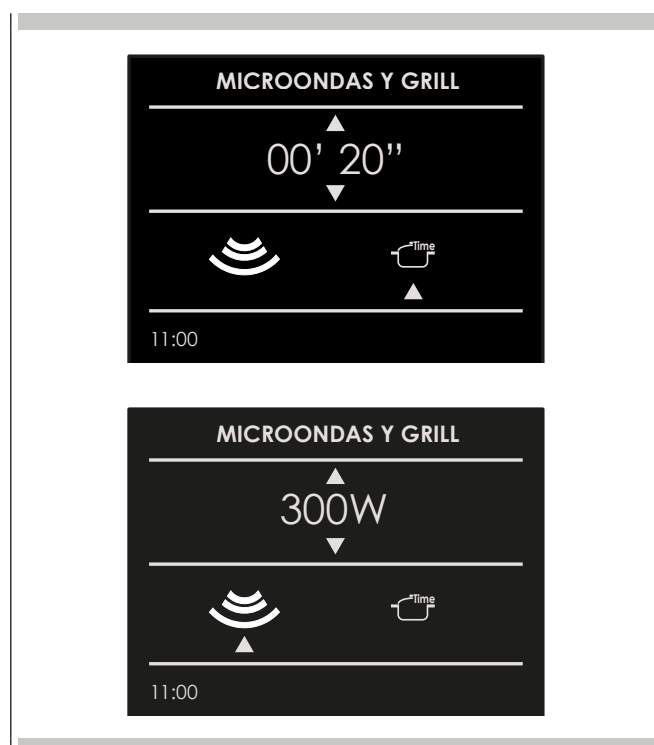 MICROONDAS Y GRILL
00’ 20”
Time
11:00
MICROONDAS Y GRILL
300W
Time
11:00